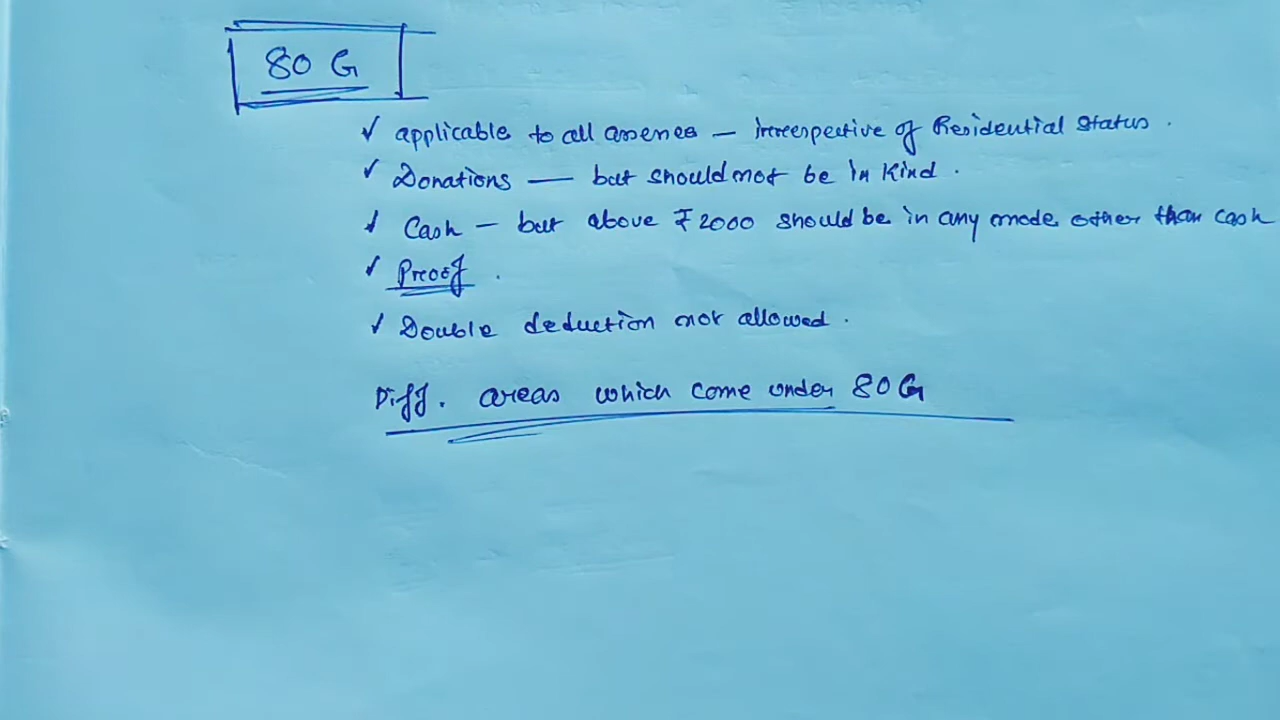 80 G
✓ applicable to all assesses – irrespective of Residential Status.
✓ Donations — but should not be in Kind.
✓ Cash – but above ₹2000 should be in any mode other than cash
✓ Proof.
✓ Double deduction not allowed.
Diff. areas which come under 80G